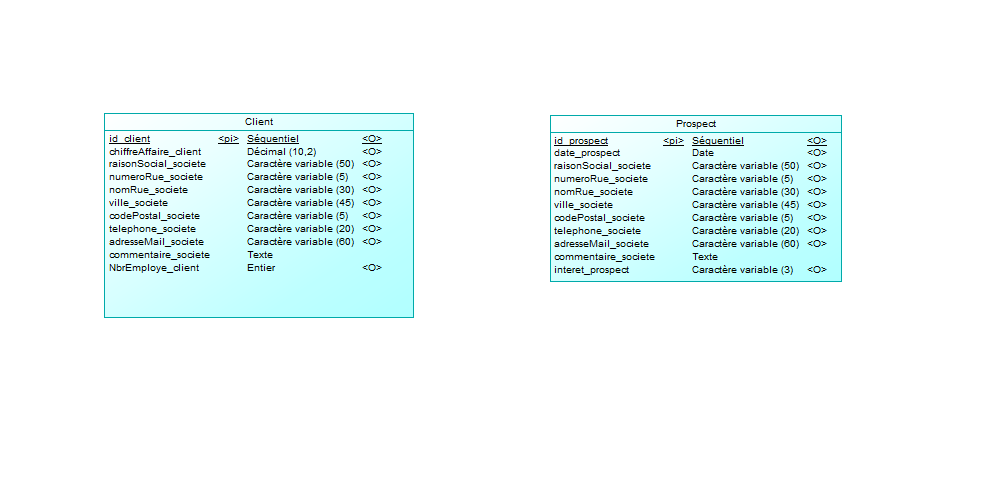 Client
id_client <pi> Séquentiel <O>
chiffreAffaire_client Décimal (10,2) <O>
raisonSocial_societe Caractère variable (50) <O>
numeroRue_societe Caractère variable (5) <O>
nomRue_societe Caractère variable (30) <O>
ville_societe Caractère variable (45) <O>
codePostal_societe Caractère variable (5) <O>
telephone_societe Caractère variable (20) <O>
adresseMail_societe Caractère variable (60) <O>
commentaire_societe Texte
NbrEmploye_client Entier <O>
Prospect
id_prospect <pi> Séquentiel <O>
date_prospect Date <O>
raisonSocial_societe Caractère variable (50) <O>
numeroRue_societe Caractère variable (5) <O>
nomRue_societe Caractère variable (30) <O>
ville_societe Caractère variable (45) <O>
codePostal_societe Caractère variable (5) <O>
telephone_societe Caractère variable (20) <O>
adresseMail_societe Caractère variable (60) <O>
commentaire_societe Texte
interet_prospect Caractère variable (3) <O>